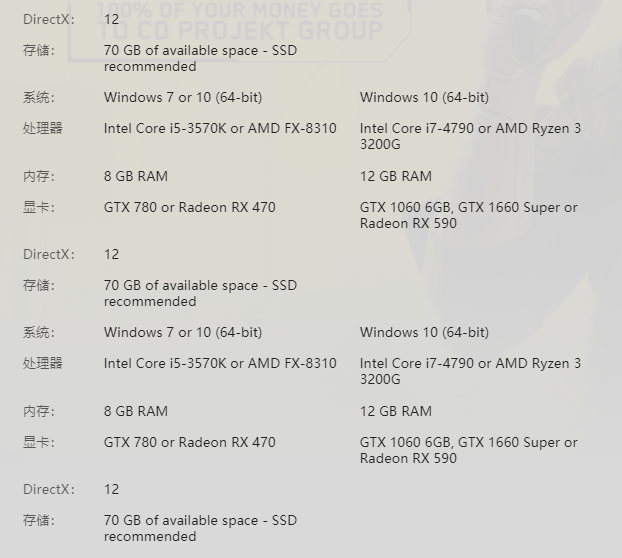 100% OF YOUR MONEY GOES
TO CD PROJEKT GROUP
DirectX: 12
存储: 70 GB of available space - SSD
recommended
系统: Windows 7 or 10 (64-bit) Windows 10 (64-bit)
处理器 Intel Core i5-3570K or AMD FX-8310 Intel Core i7-4790 or AMD Ryzen 3
3200G
内存: 8 GB RAM 12 GB RAM
显卡: GTX 780 or Radeon RX 470 GTX 1060 6GB, GTX 1660 Super or
Radeon RX 590
DirectX: 12
存储: 70 GB of available space - SSD
recommended
系统: Windows 7 or 10 (64-bit) Windows 10 (64-bit)
处理器 Intel Core i5-3570K or AMD FX-8310 Intel Core i7-4790 or AMD Ryzen 3
3200G
内存: 8 GB RAM 12 GB RAM
显卡: GTX 780 or Radeon RX 470 GTX 1060 6GB, GTX 1660 Super or
Radeon RX 590
DirectX: 12
存储: 70 GB of available space - SSD
recommended